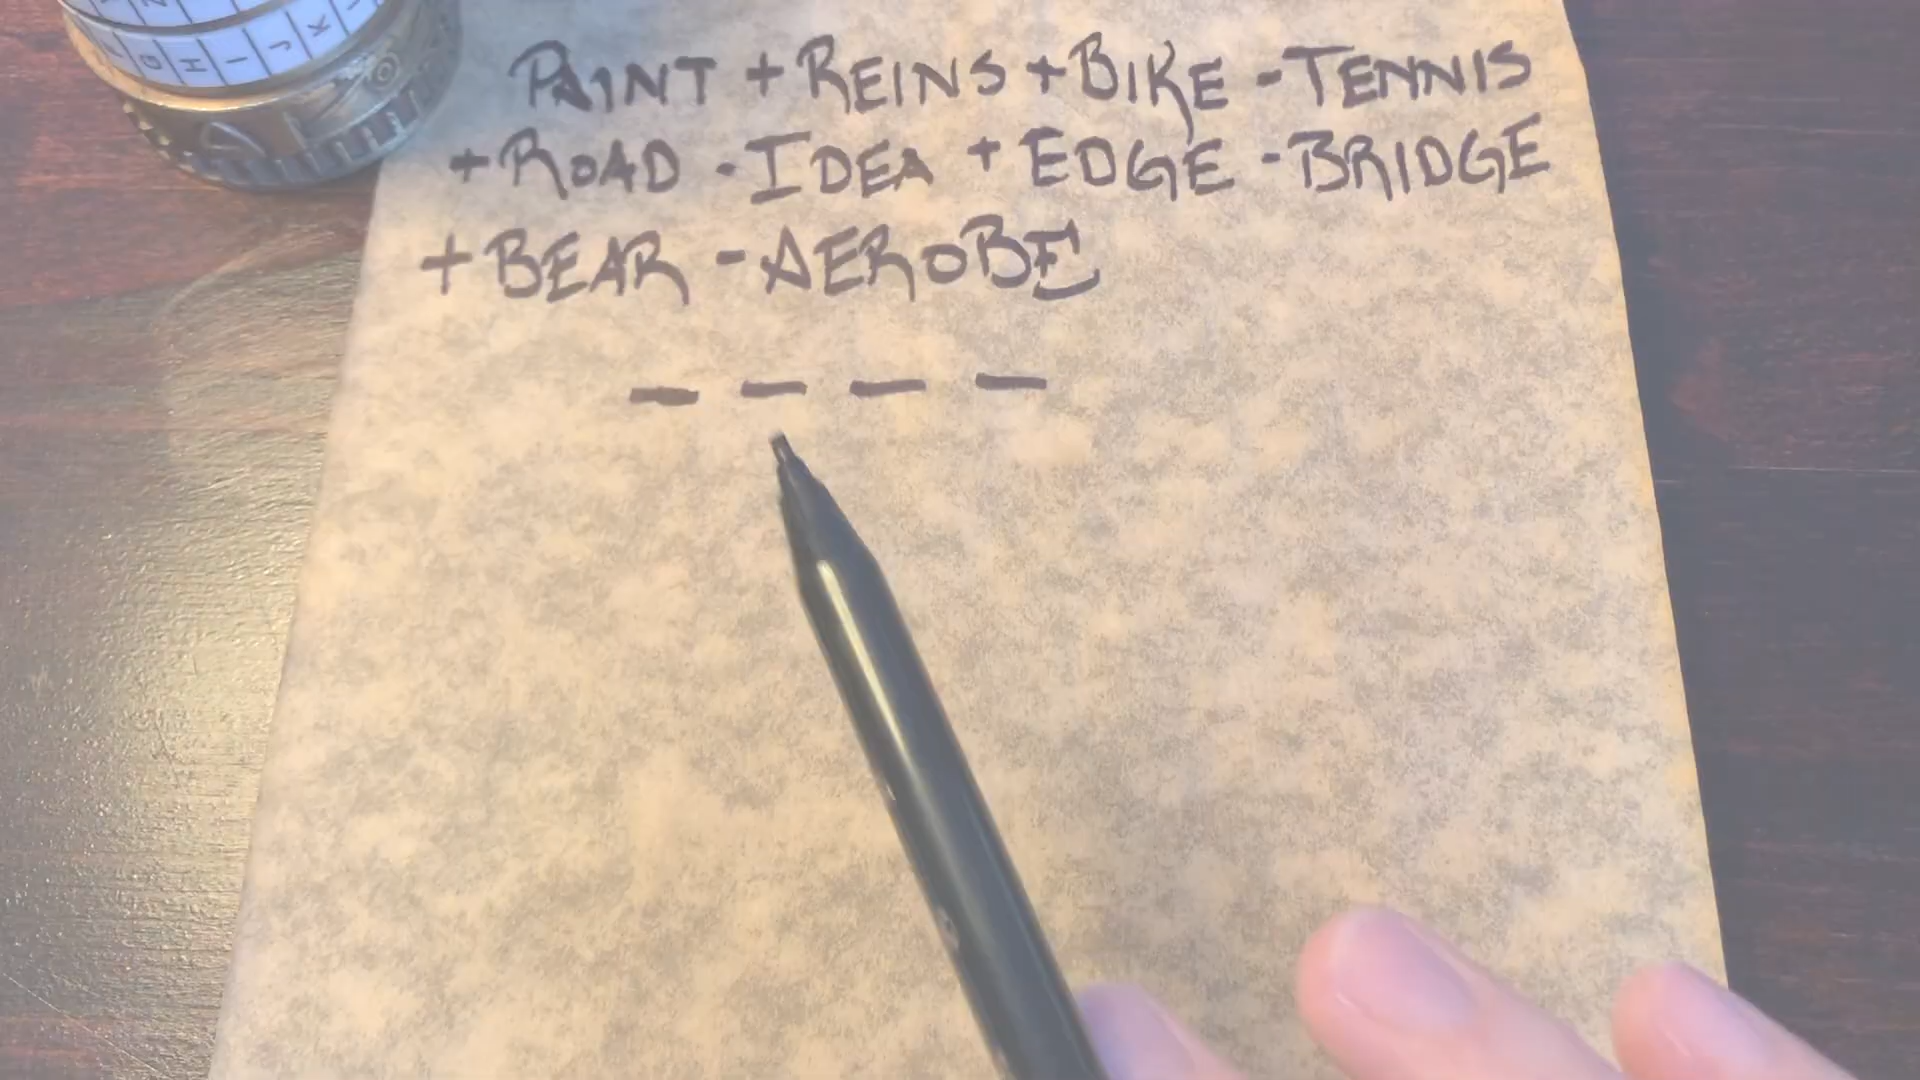 PAINT + REINS + BIKE - TENNIS
+ ROAD - IDEA + EDGE - BRIDGE
+ BEAR - AEROBE
_ _ _ _
G H I J K